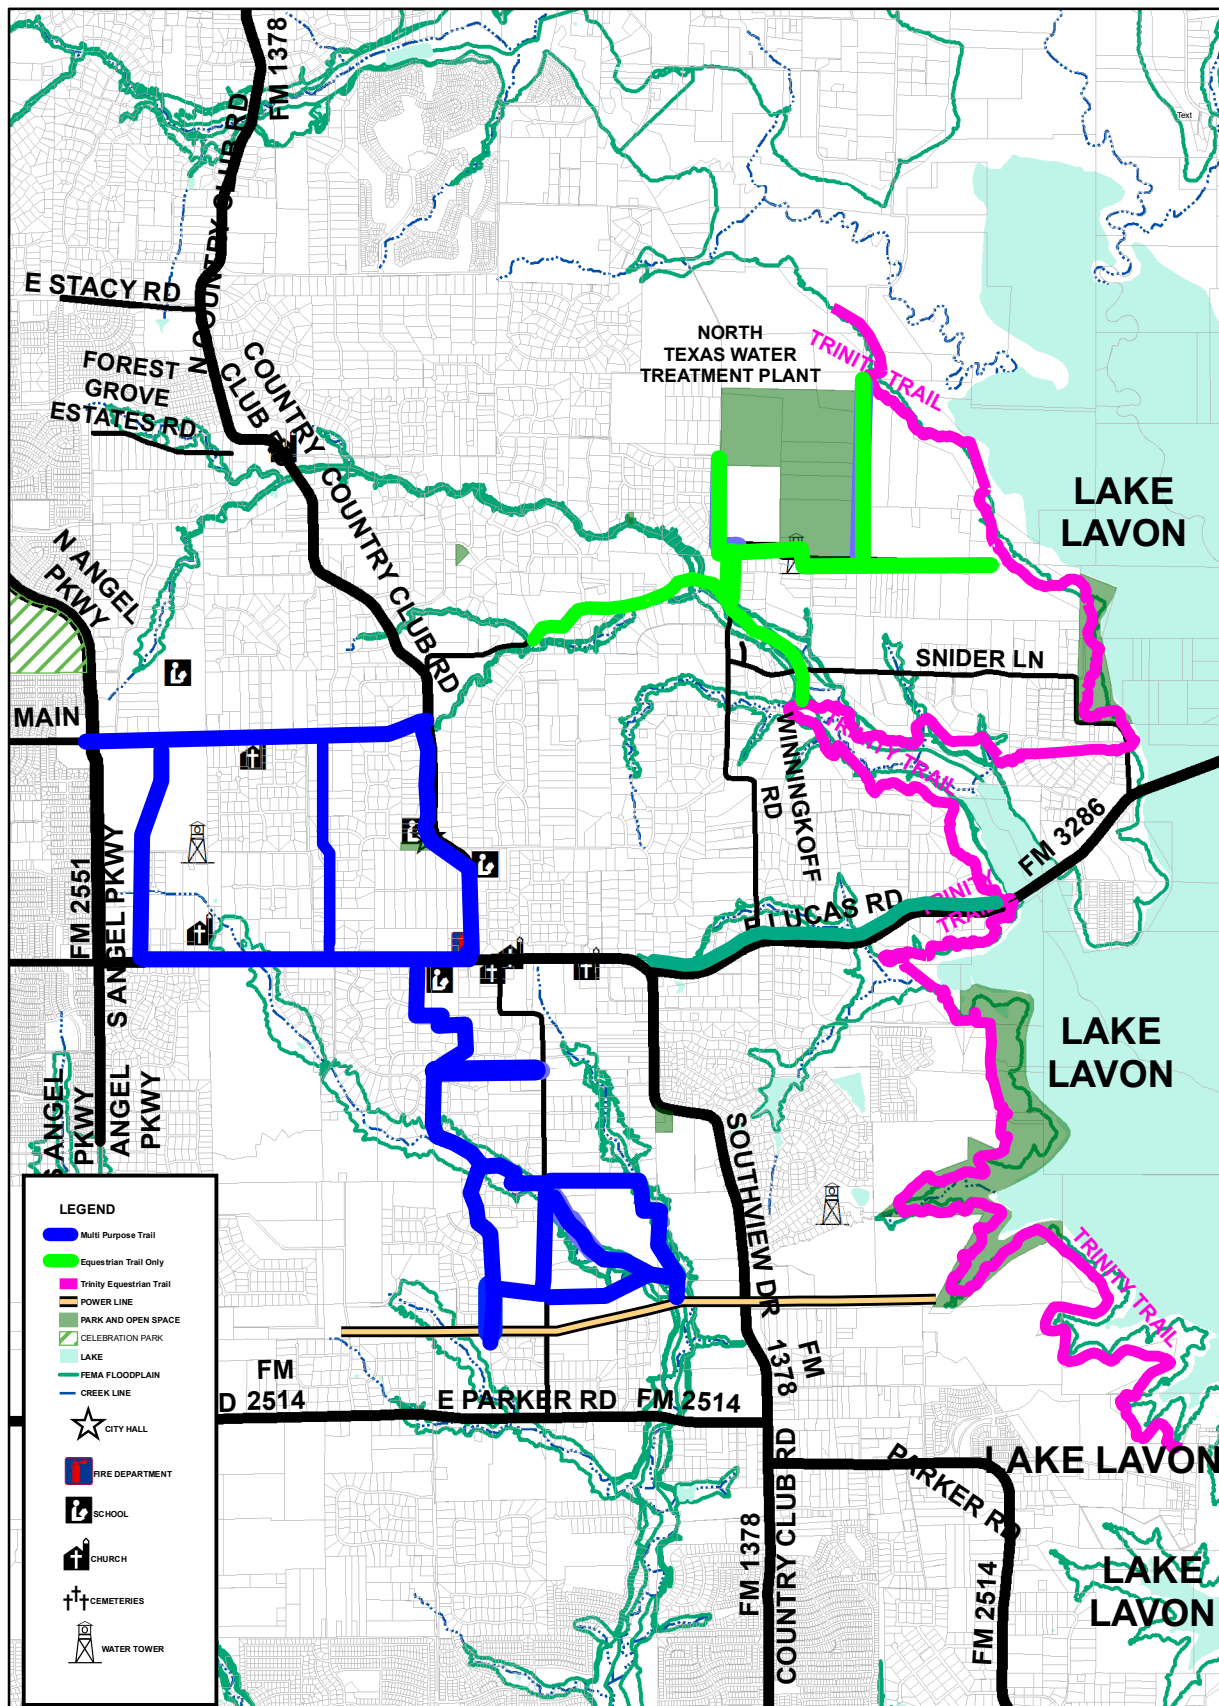 FM 1378
Text
N COUNTRY CLUB RD
E STACY RD
NORTH
TEXAS WATER
TREATMENT PLANT
TRINITY TRAIL
COUNTRY
CLUB RD
FOREST
GROVE
ESTATES RD
COUNTRY CLUB RD
LAKE
LAVON
N ANGEL
PKWY
SNIDER LN
MAIN
TRINITY TRAIL
WINNINGKOFF
RD
FM 3286
FM 2551
S ANGEL PKWY
E LUCAS RD
TRINITY
TRAIL
LAKE
LAVON
S ANGEL
PKWY
ANGEL
PKWY
SOUTHVIEW DR
TRINITY TRAIL
LEGEND
Multi Purpose Trail
Equestrian Trail Only
Trinity Equestrian Trail
POWER LINE
PARK AND OPEN SPACE
CELEBRATION PARK
LAKE
FEMA FLOODPLAIN
CREEK LINE
CITY HALL
FIRE DEPARTMENT
SCHOOL
CHURCH
CEMETERIES
WATER TOWER
FM
1378
FM
D 2514
E PARKER RD
FM 2514
LAKE LAVON
PARKER RD
FM 1378
COUNTRY CLUB RD
FM 2514
LAKE
LAVON